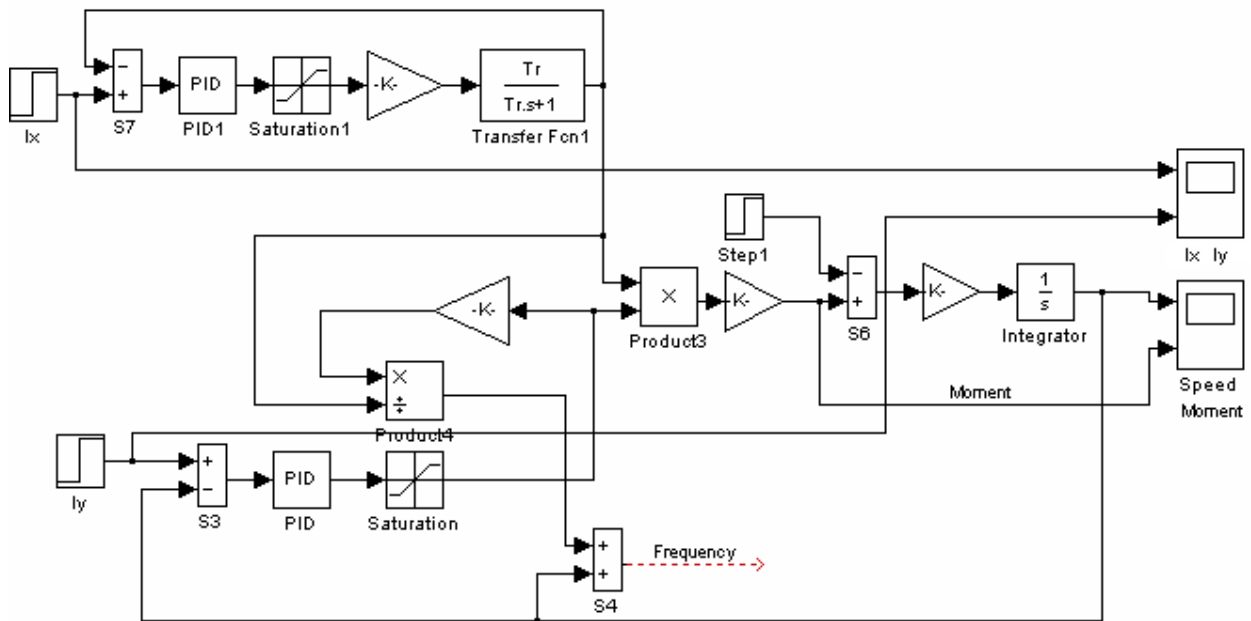 Ix
−
+
S7
PID
PID1
Saturation1
-K-
Tr
Tr.s+1
Transfer Fcn1
Ix Iy
Step1
−
+
S6
K-
1
s
Integrator
×
Product3
K-
-K-
×
÷
Product4
Moment
Speed
Moment
Iy
+
−
S3
PID
PID
Saturation
+
+
S4
Frequency